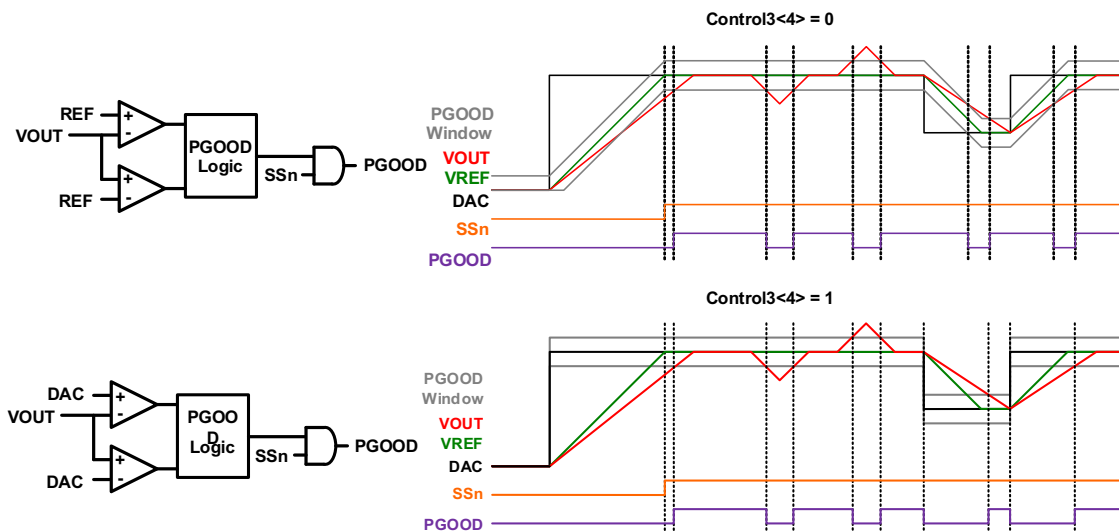 Control3<4> = 0
REF
+
-
VOUT
PGOOD
Logic
PGOOD
SSn
+
-
REF
PGOOD
Window
VOUT
VREF
DAC
SSn
PGOOD
Control3<4> = 1
DAC
+
-
VOUT
PGOO
D
Logic
PGOOD
SSn
+
-
DAC
PGOOD
Window
VOUT
VREF
DAC
SSn
PGOOD